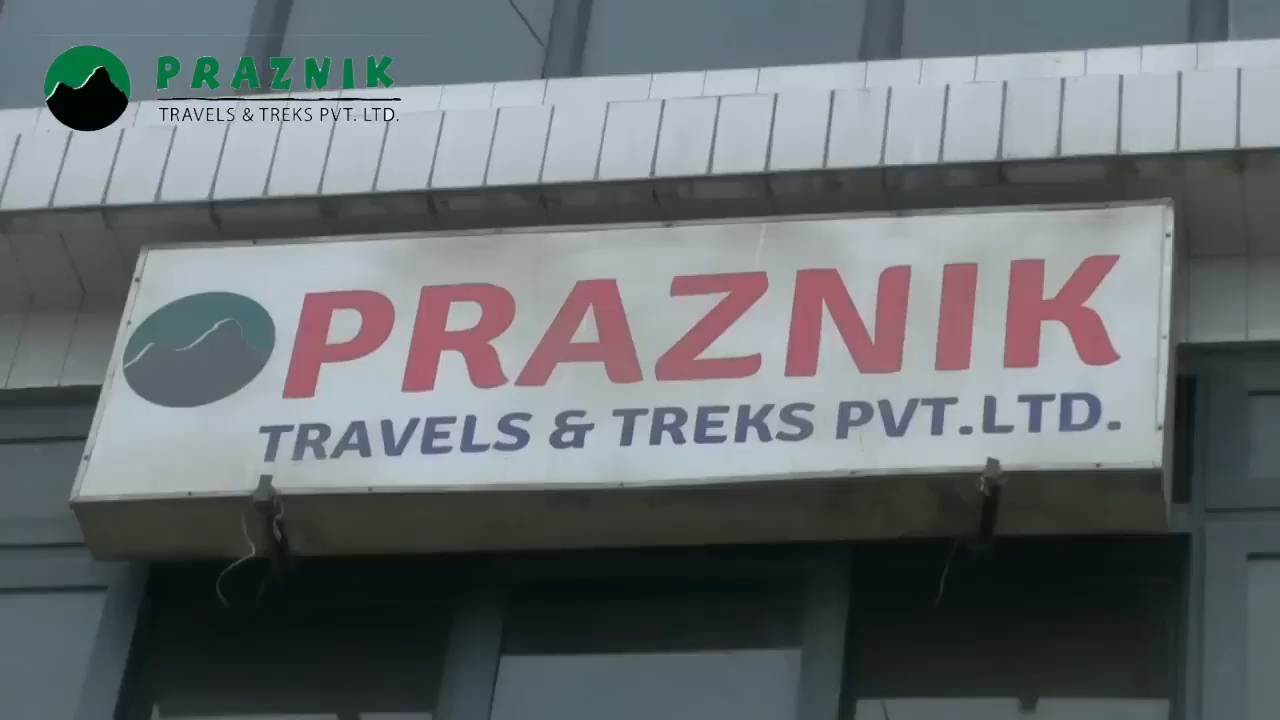 PRAZNIK
TRAVELS & TREKS PVT. LTD.
PRAZNIK
TRAVELS & TREKS PVT.LTD.